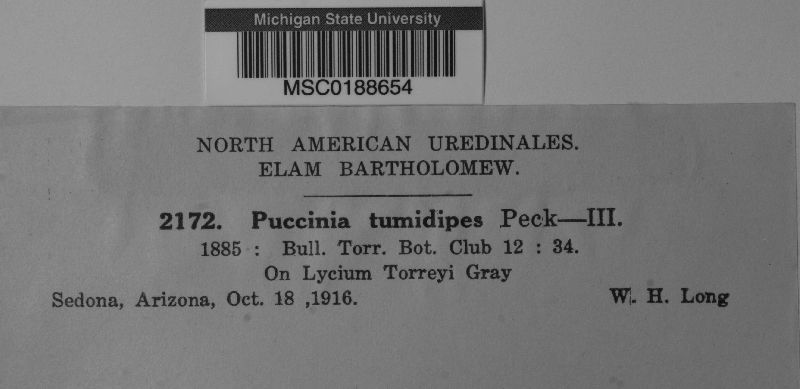 Michigan State University
MSC0188654
NORTH AMERICAN UREDINALES.
ELAM BARTHOLOMEW.
2172. Puccinia tumidipes Peck—III.
1885 : Bull. Torr. Bot. Club 12 : 34.
On Lycium Torreyi Gray
Sedona, Arizona, Oct. 18 ,1916. W. H. Long